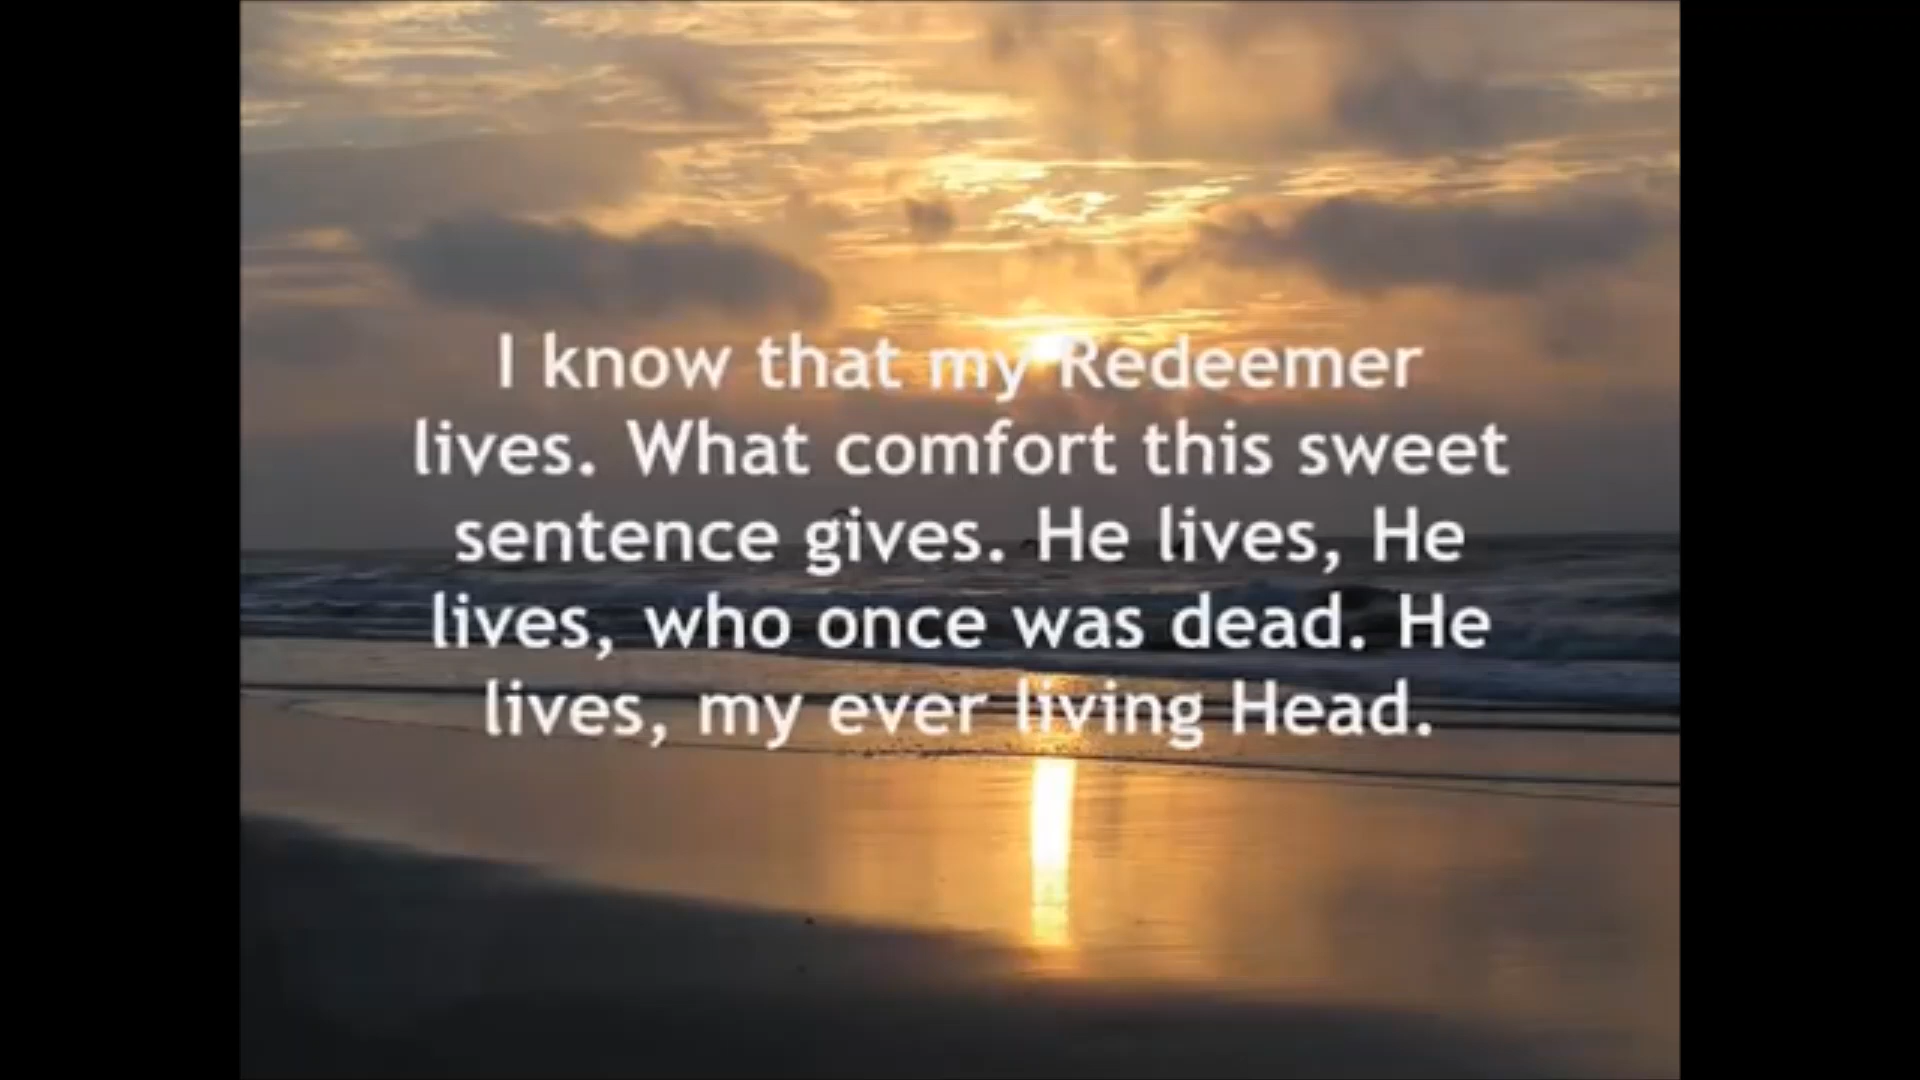 I know that my Redeemer
lives. What comfort this sweet
sentence gives. He lives, He
lives, who once was dead. He
lives, my ever living Head.